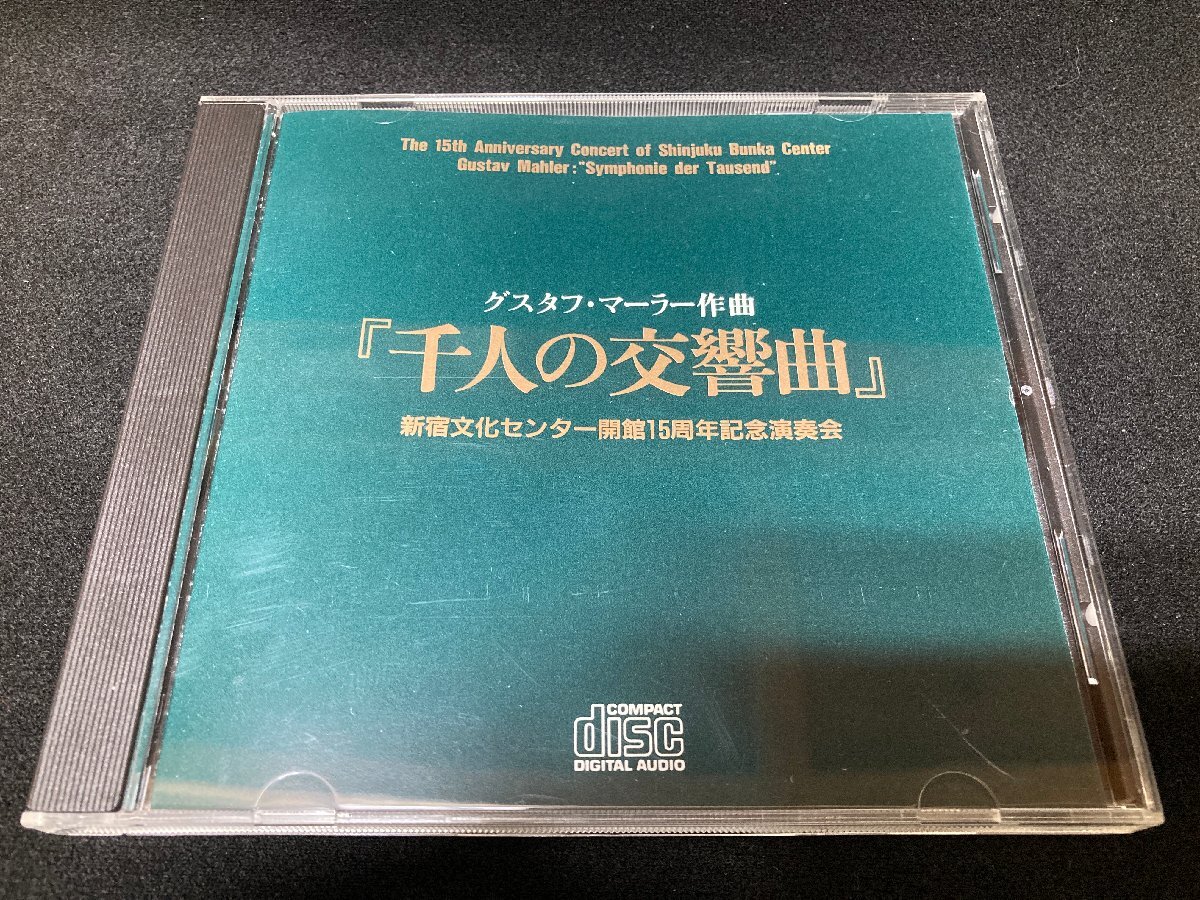 The 15th Anniversary Concert of Shinjuku Bunka Center
Gustav Mahler:"Symphonie der Tausend".
グスタフ・マーラー作曲
『千人の交響曲』
新宿文化センター開館15周年記念演奏会
COMPACT
disc
DIGITAL AUDIO